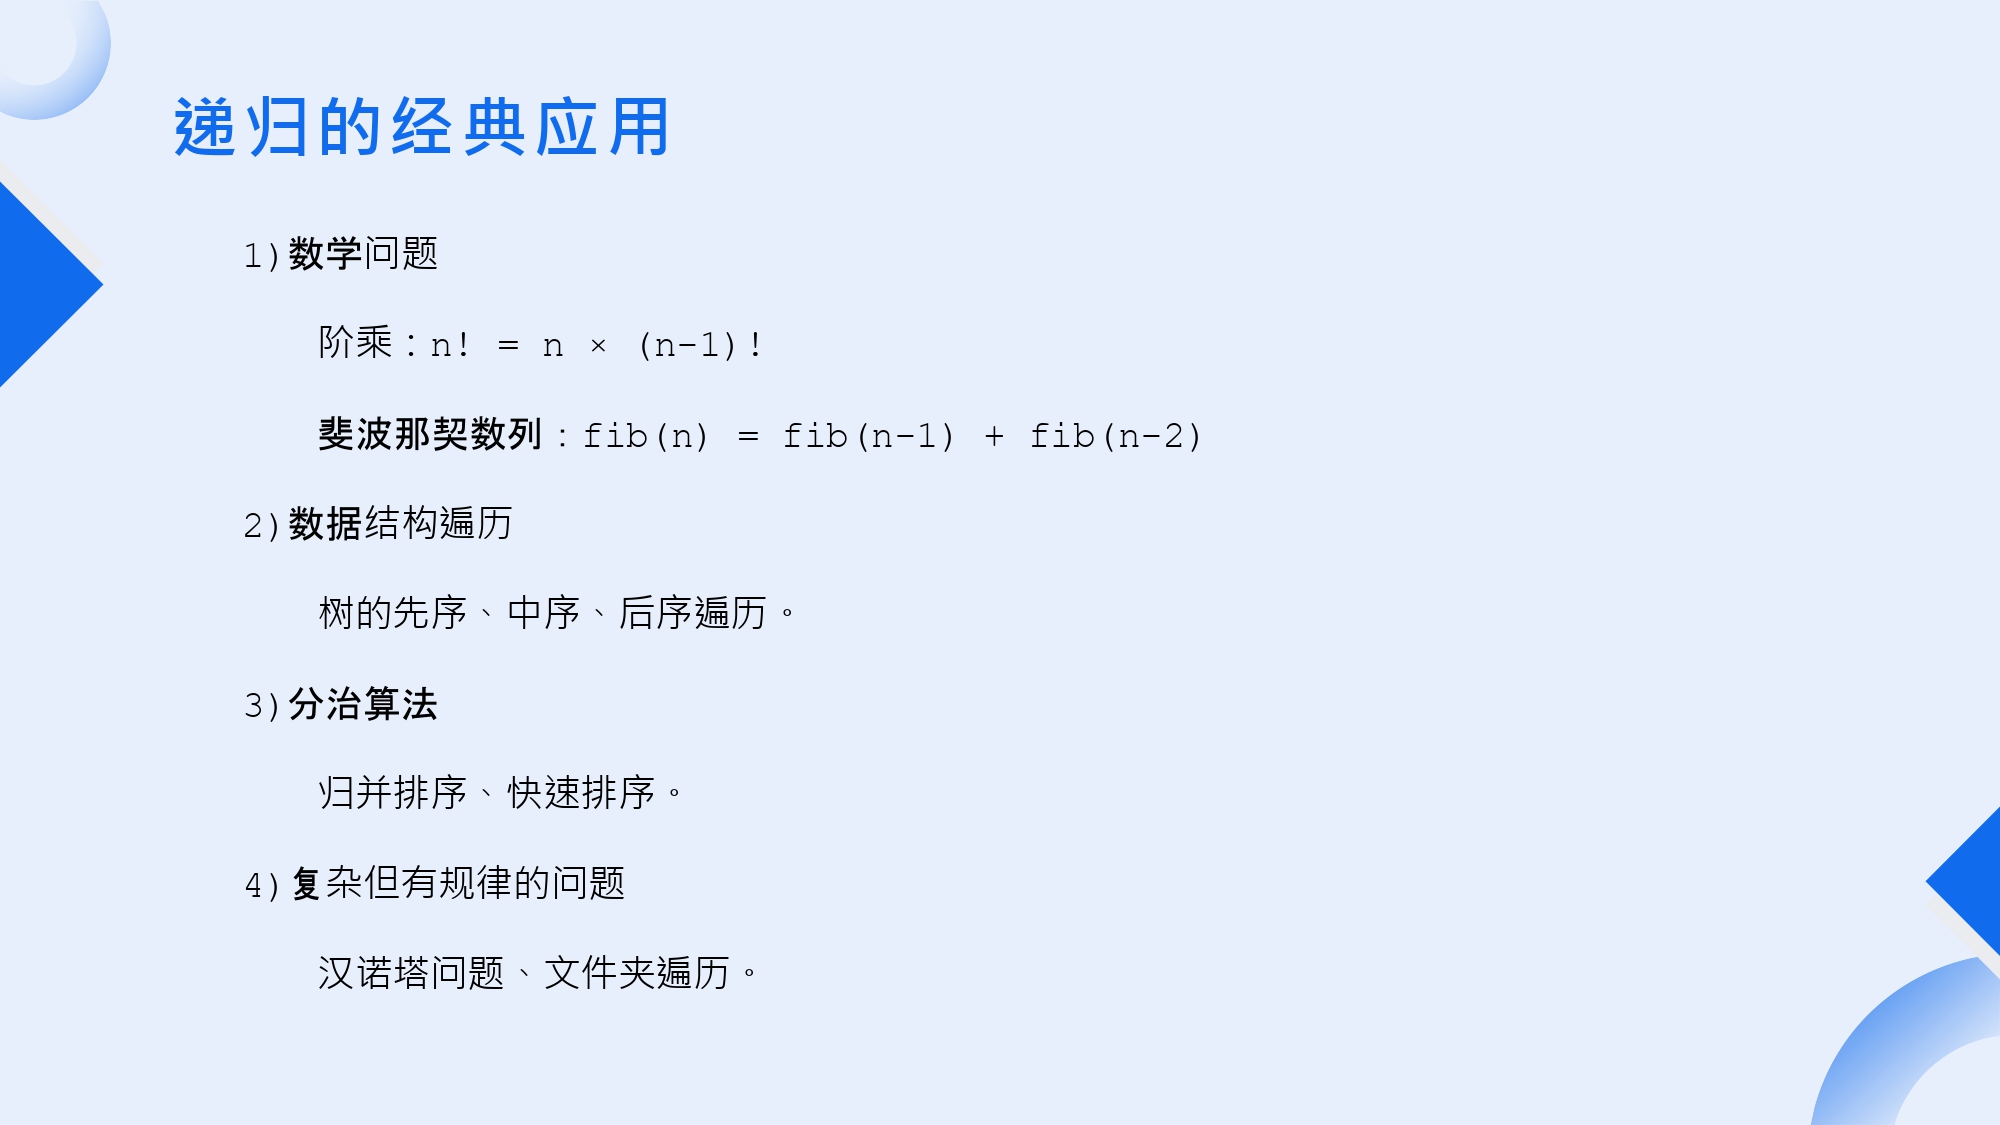 递归的经典应用
1)数学问题
阶乘：n! = n × (n-1)!
斐波那契数列：fib(n) = fib(n-1) + fib(n-2)
2)数据结构遍历
树的先序、中序、后序遍历。
3)分治算法
归并排序、快速排序。
4)复杂但有规律的问题
汉诺塔问题、文件夹遍历。